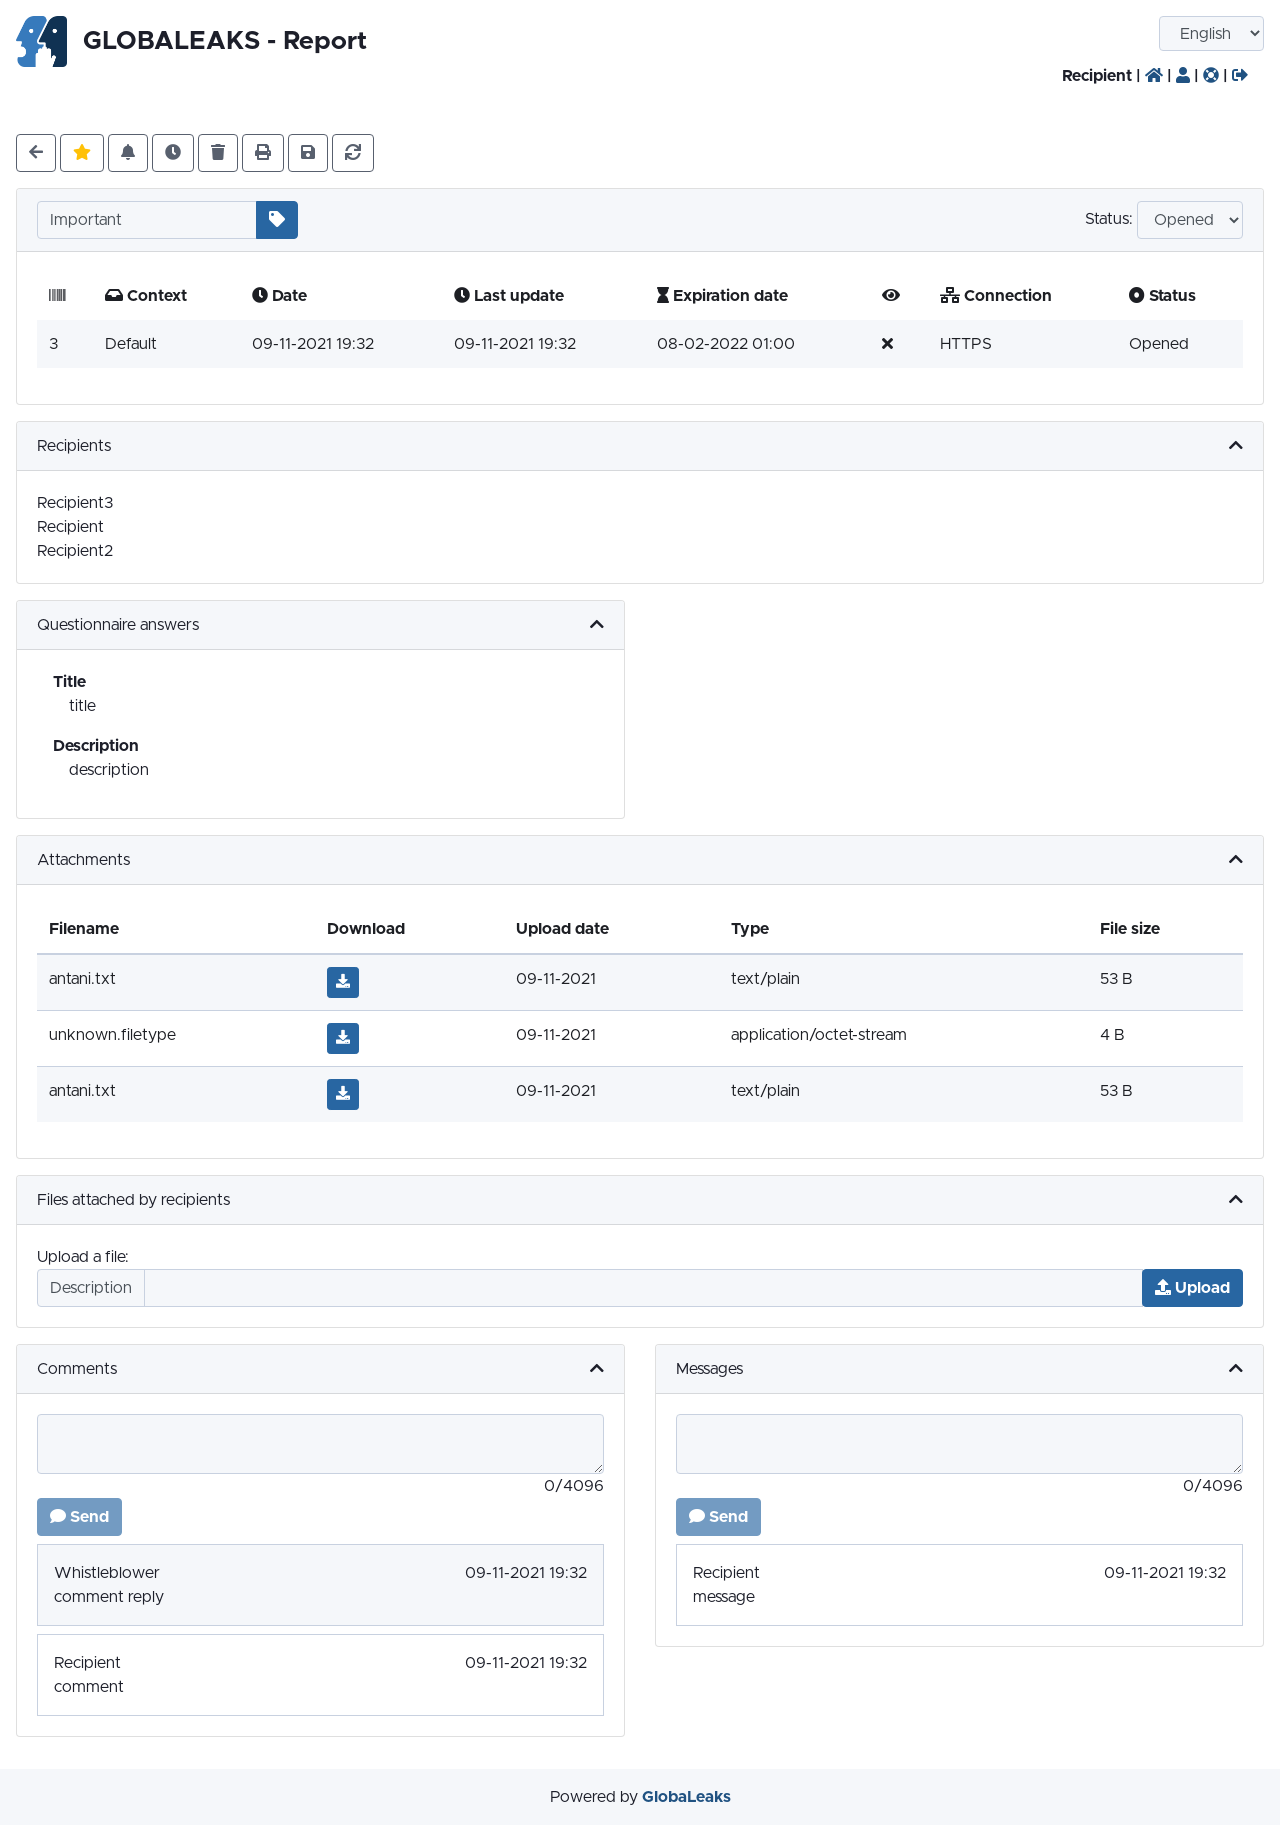 GLOBALEAKS - Report
English
Recipient | | | |
Important
Status: Opened
Context Date Last update Expiration date Connection Status
3 Default 09-11-2021 19:32 09-11-2021 19:32 08-02-2022 01:00 HTTPS Opened
Recipients
Recipient3
Recipient
Recipient2
Questionnaire answers
Title
title
Description
description
Attachments
Filename Download Upload date Type File size
antani.txt 09-11-2021 text/plain 53 B
unknown.filetype 09-11-2021 application/octet-stream 4 B
antani.txt 09-11-2021 text/plain 53 B
Files attached by recipients
Upload a file:
Description Upload
Comments
0/4096
Send
Whistleblower 09-11-2021 19:32
comment reply
Recipient 09-11-2021 19:32
comment
Messages
0/4096
Send
Recipient 09-11-2021 19:32
message
Powered by GlobaLeaks